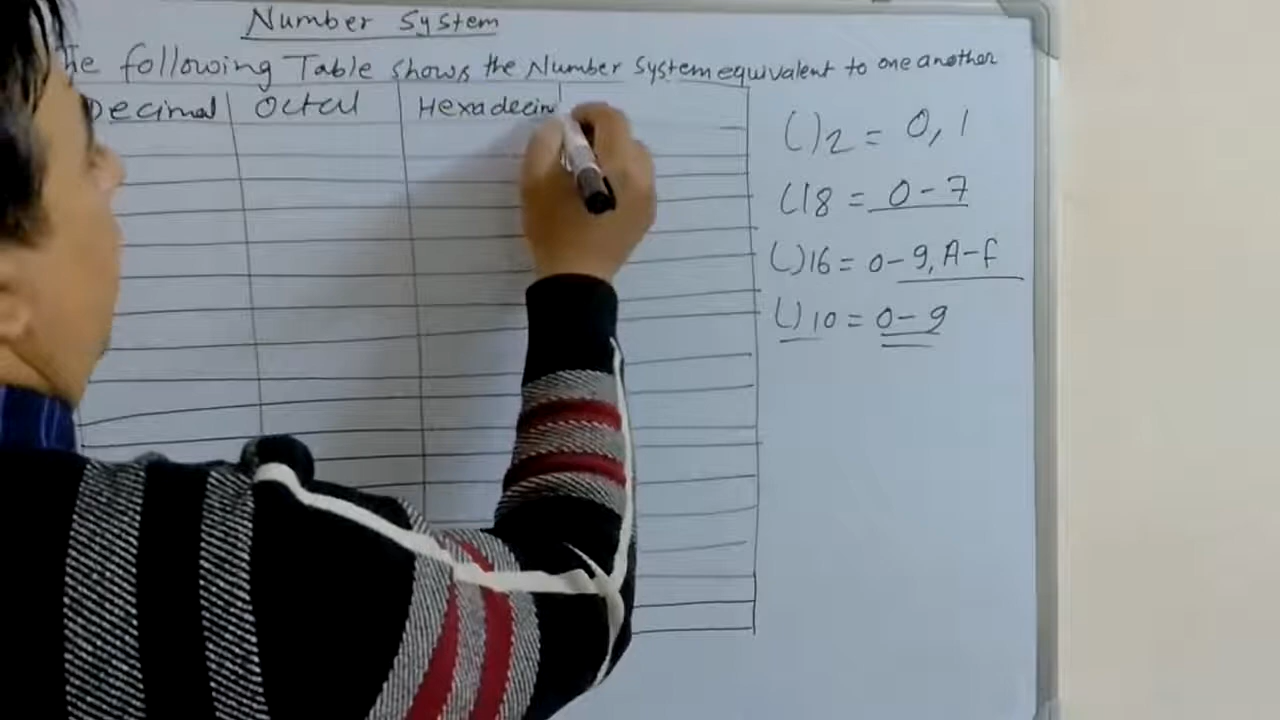 Number System
The following Table shows the Number System equivalent to one another
Decimal Octal Hexadecim
( )2 = 0, 1
( )8 = 0-7
( )16 = 0-9, A-F
( )10 = 0-9